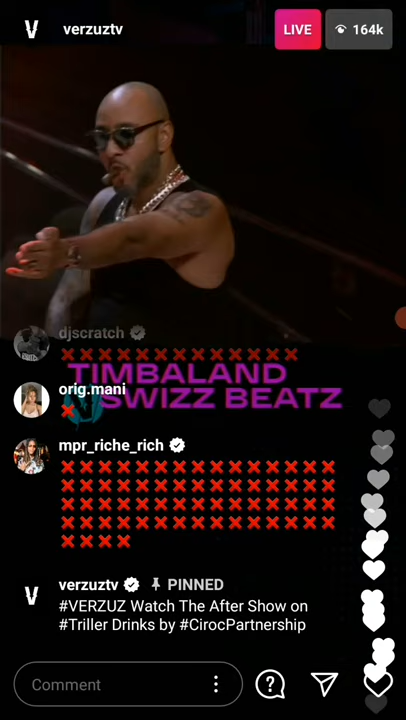 verzuztv
LIVE
164k
djscratch
❌❌❌❌❌❌❌❌❌❌❌❌❌
TIMBALAND
orig.mani
SWIZZ BEATZ
❌
mpr_riche_rich
❌❌❌❌❌❌❌❌❌❌❌❌❌❌❌
❌❌❌❌❌❌❌❌❌❌❌❌❌❌❌
❌❌❌❌❌❌❌❌❌❌❌❌❌❌❌
❌❌❌❌❌❌❌❌❌❌❌❌❌❌❌
❌❌❌❌
verzuztv PINNED
#VERZUZ Watch The After Show on
#Triller Drinks by #CirocPartnership
Comment